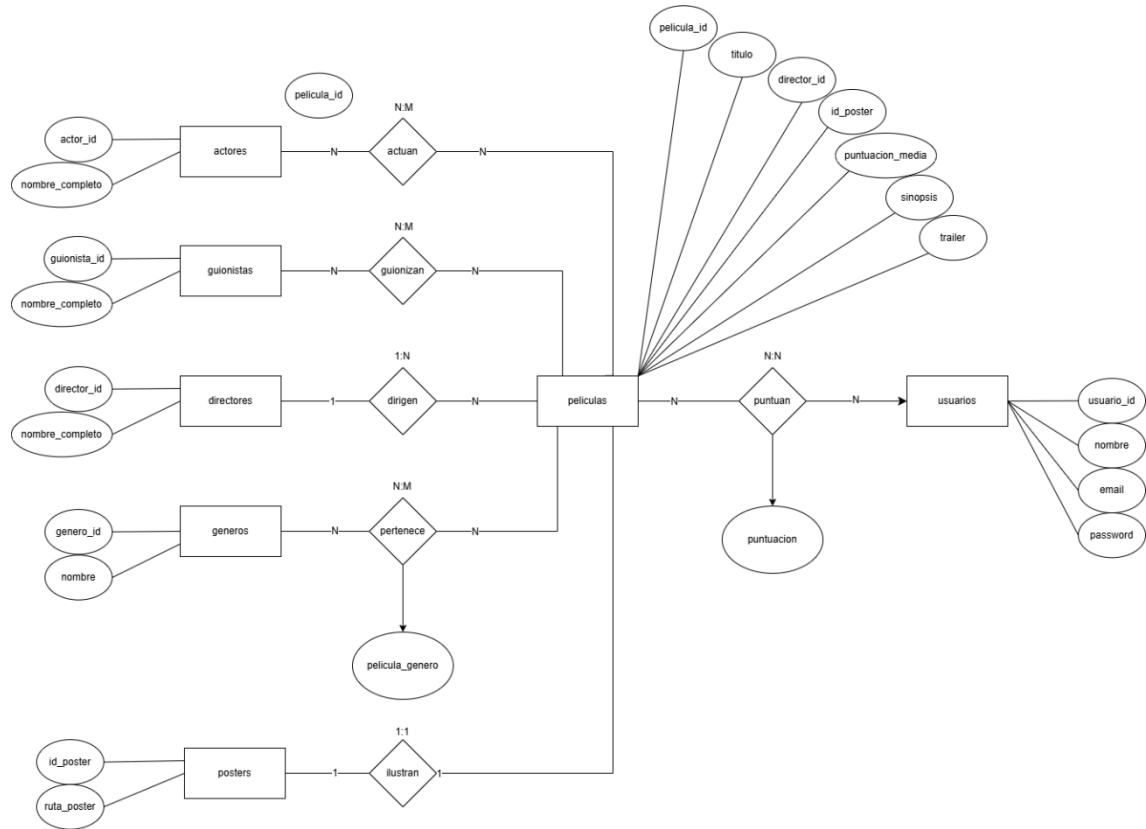 pelicula_id
titulo
director_id
id_poster
puntuacion_media
sinopsis
trailer
pelicula_id
N:M
actor_id
nombre_completo
actores
N
actuan
N
N:M
guionista_id
nombre_completo
guionistas
N
guionizan
N
1:N
director_id
nombre_completo
directores
1
dirigen
N
peliculas
N
N:N
puntuan
N
usuarios
usuario_id
nombre
email
password
puntuacion
N:M
genero_id
nombre
generos
N
pertenece
N
pelicula_genero
1:1
id_poster
ruta_poster
posters
1
ilustran
1